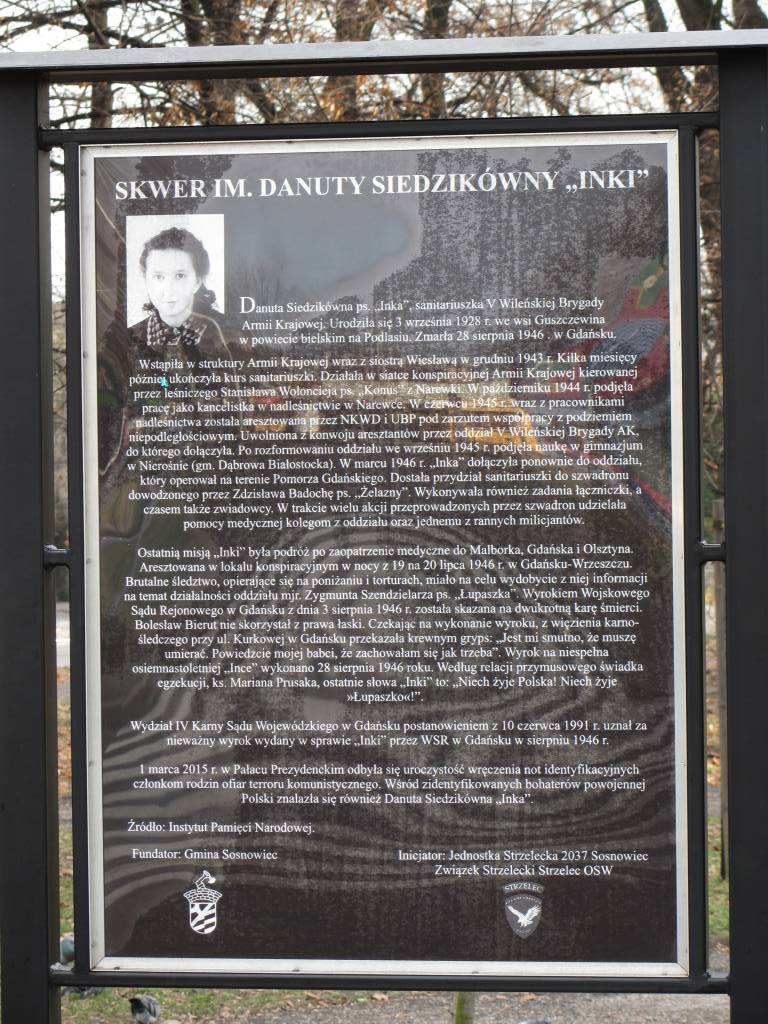 SKWER IM. DANUTY SIEDZIKÓWNY „INKI”
Danuta Siedzikówna ps. „Inka”, sanitariuszka V Wileńskiej Brygady
Armii Krajowej. Urodziła się 3 września 1928 r. we wsi Guszczewina
w powiecie bielskim na Podlasiu. Zmarła 28 sierpnia 1946 . w Gdańsku.
Wstąpiła w struktury Armii Krajowej wraz z siostrą Wiesławą w grudniu 1943 r. Kilka miesięcy
później ukończyła kurs sanitariuszki. Działała w siatce konspiracyjnej Armii Krajowej kierowanej
przez leśniczego Stanisława Wołoncieja ps. „Konus” z Narewki. W październiku 1944 r. podjęła
pracę jako kancelistka w nadleśnictwie w Narewce. W czerwcu 1945 r. wraz z pracownikami
nadleśnictwa została aresztowana przez NKWD i UBP pod zarzutem współpracy z podziemiem
niepodległościowym. Uwolniona z konwoju aresztantów przez oddział V Wileńskiej Brygady AK,
do którego dołączyła. Po rozformowaniu oddziału we wrześniu 1945 r. podjęła naukę w gimnazjum
w Nierośnie (gm. Dąbrowa Białostocka). W marcu 1946 r. „Inka” dołączyła ponownie do oddziału,
który operował na terenie Pomorza Gdańskiego. Dostała przydział sanitariuszki do szwadronu
dowodzonego przez Zdzisława Badochę ps. „Żelazny”. Wykonywała również zadania łączniczki, a
czasem także zwiadowcy. W trakcie wielu akcji przeprowadzonych przez szwadron udzielała
pomocy medycznej kolegom z oddziału oraz jednemu z rannych milicjantów.
Ostatnią misją „Inki” była podróż po zaopatrzenie medyczne do Malborka, Gdańska i Olsztyna.
Aresztowana w lokalu konspiracyjnym w nocy z 19 na 20 lipca 1946 r. w Gdańsku-Wrzeszczu.
Brutalne śledztwo, opierające się na poniżaniu i torturach, miało na celu wydobycie z niej informacji
na temat działalności oddziału mjr. Zygmunta Szendzielarza ps. „Łupaszka”. Wyrokiem Wojskowego
Sądu Rejonowego w Gdańsku z dnia 3 sierpnia 1946 r. została skazana na dwukrotną karę śmierci.
Bolesław Bierut nie skorzystał z prawa łaski. Czekając na wykonanie wyroku, z więzienia karno-
śledczego przy ul. Kurkowej w Gdańsku przekazała krewnym gryps: „Jest mi smutno, że muszę
umierać. Powiedzcie mojej babci, że zachowałam się jak trzeba”. Wyrok na niespełna
osiemnastoletniej „Ince” wykonano 28 sierpnia 1946 roku. Według relacji przymusowego świadka
egzekucji, ks. Mariana Prusaka, ostatnie słowa „Inki” to: „Niech żyje Polska! Niech żyje
»Łupaszko«!”.
Wydział IV Karny Sądu Wojewódzkiego w Gdańsku postanowieniem z 10 czerwca 1991 r. uznał za
nieważny wyrok wydany w sprawie „Inki” przez WSR w Gdańsku w sierpniu 1946 r.
1 marca 2015 r. w Pałacu Prezydenckim odbyła się uroczystość wręczenia not identyfikacyjnych
członkom rodzin ofiar terroru komunistycznego. Wśród zidentyfikowanych bohaterów powojennej
Polski znalazła się również Danuta Siedzikówna „Inka”.
Źródło: Instytut Pamięci Narodowej.
Fundator: Gmina Sosnowiec
Inicjator: Jednostka Strzelecka 2037 Sosnowiec
Związek Strzelecki Strzelec OSW
STRZELEC